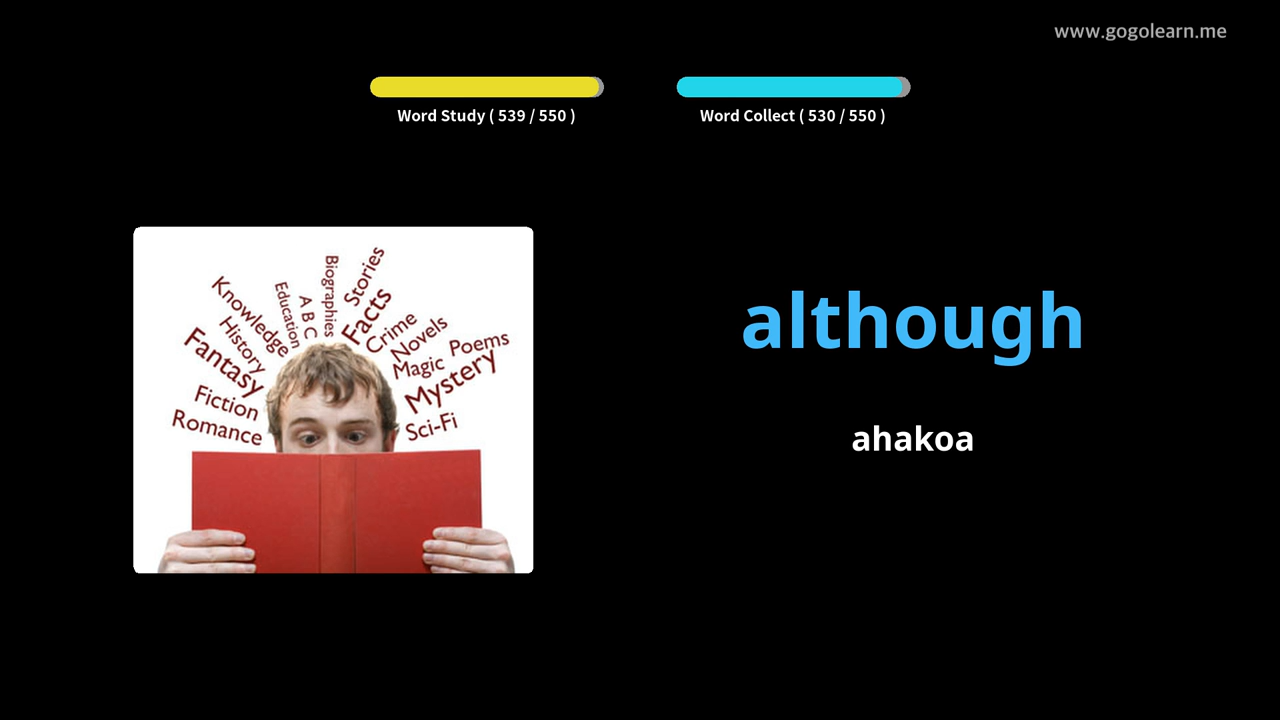 www.gogolearn.me
Word Study ( 539 / 550 )
Word Collect ( 530 / 550 )
Knowledge
History
Fantasy
Fiction
Romance
Education
A B C
Biographies
Stories
Facts
Crime
Novels
Magic
Poems
Mystery
Sci-Fi
although
ahakoa